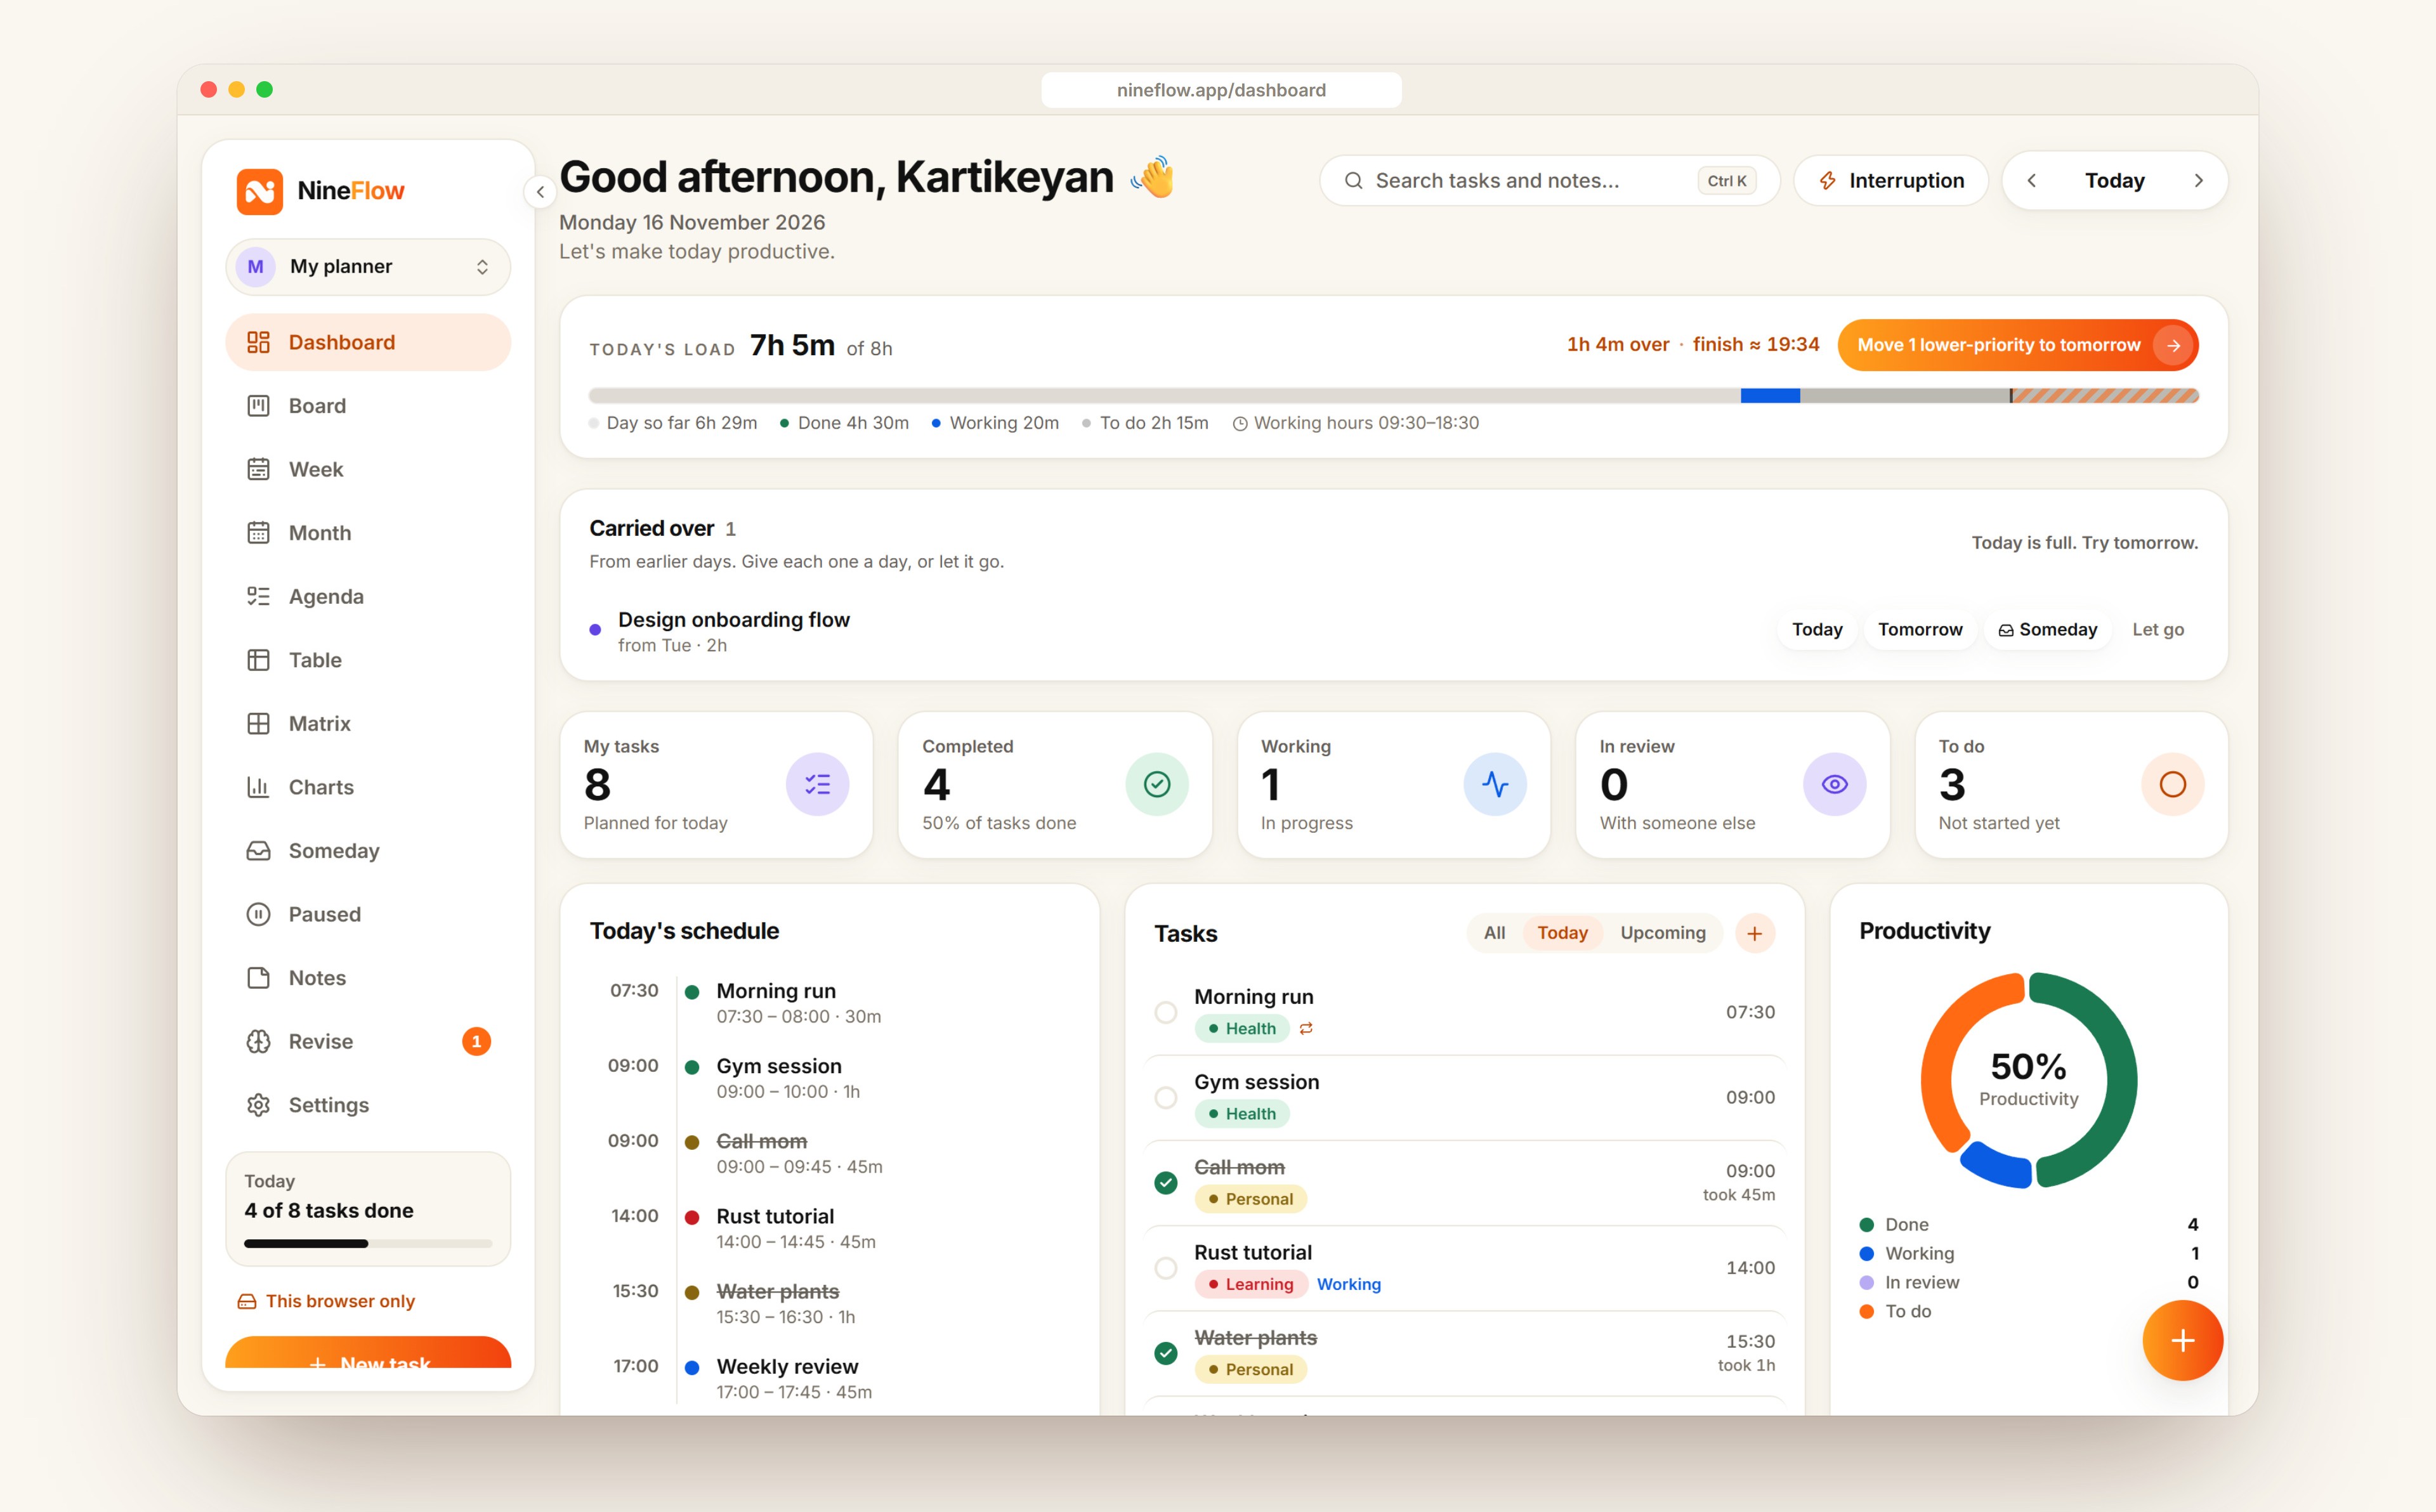 nineflow.app/dashboard
NineFlow
M My planner
Dashboard
Board
Week
Month
Agenda
Table
Matrix
Charts
Someday
Paused
Notes
Revise 1
Settings
Today
4 of 8 tasks done
This browser only
+ New task
Good afternoon, Kartikeyan 👋
Monday 16 November 2026
Let's make today productive.
Search tasks and notes... Ctrl K
Interruption
Today
TODAY'S LOAD 7h 5m of 8h
1h 4m over · finish ≈ 19:34
Move 1 lower-priority to tomorrow
Day so far 6h 29m Done 4h 30m Working 20m To do 2h 15m Working hours 09:30–18:30
Carried over 1
From earlier days. Give each one a day, or let it go.
Today is full. Try tomorrow.
Design onboarding flow
from Tue · 2h
Today Tomorrow Someday Let go
My tasks
8
Planned for today
Completed
4
50% of tasks done
Working
1
In progress
In review
0
With someone else
To do
3
Not started yet
Today's schedule
07:30 Morning run
07:30 – 08:00 · 30m
09:00 Gym session
09:00 – 10:00 · 1h
09:00 Call mom
09:00 – 09:45 · 45m
14:00 Rust tutorial
14:00 – 14:45 · 45m
15:30 Water plants
15:30 – 16:30 · 1h
17:00 Weekly review
17:00 – 17:45 · 45m
Tasks
All Today Upcoming +
Morning run
Health
07:30
Gym session
Health
09:00
Call mom
Personal
09:00
took 45m
Rust tutorial
Learning Working
14:00
Water plants
Personal
15:30
took 1h
Productivity
50%
Productivity
Done 4
Working 1
In review 0
To do